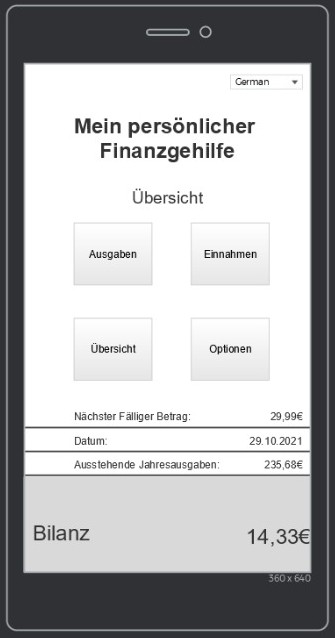 German
Mein persönlicher
Finanzgehilfe
Übersicht
Ausgaben
Einnahmen
Übersicht
Optionen
Nächster Fälliger Betrag: 29,99€
Datum: 29.10.2021
Ausstehende Jahresausgaben: 235,68€
Bilanz 14,33€
360 x 640